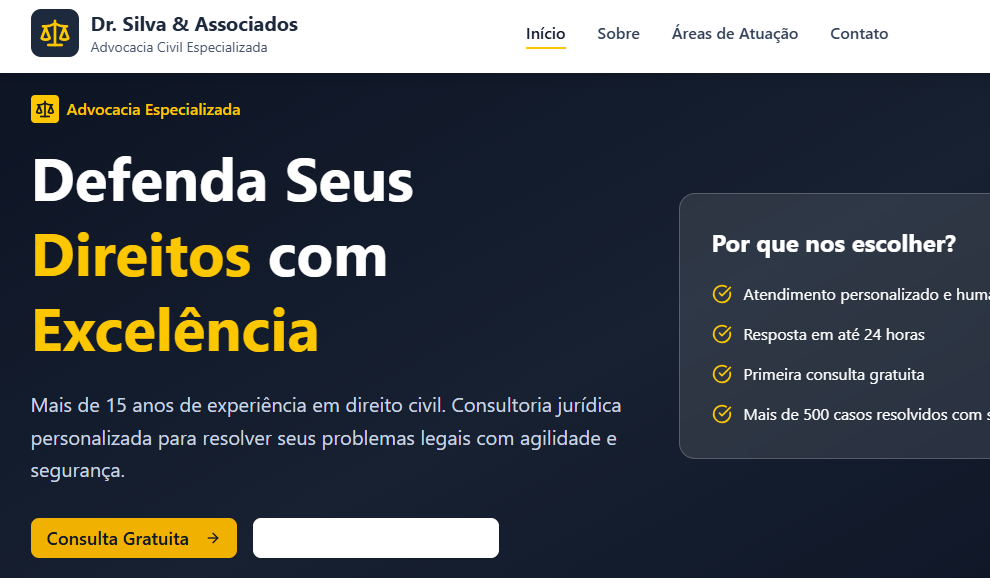 Dr. Silva & Associados
Advocacia Civil Especializada
Início
Sobre
Áreas de Atuação
Contato
Advocacia Especializada
Defenda Seus
Direitos com
Excelência
Mais de 15 anos de experiência em direito civil. Consultoria jurídica
personalizada para resolver seus problemas legais com agilidade e
segurança.
Consulta Gratuita
Por que nos escolher?
Atendimento personalizado e
Resposta em até 24 horas
Primeira consulta gratuita
Mais de 500 casos resolvidos com